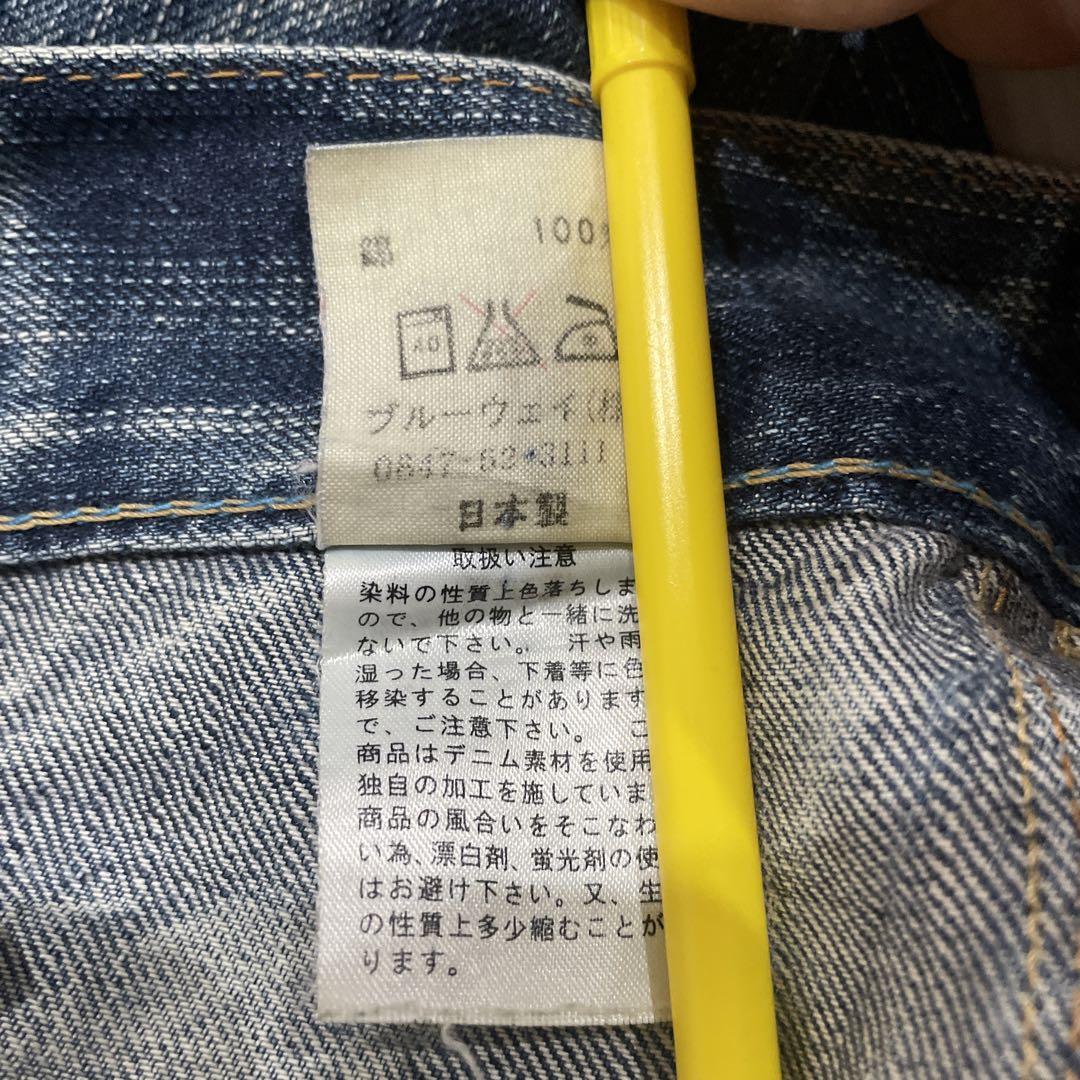 綿 100%
40
ブルーウェイ(株
0847-52-3111
日本製
取扱い注意
染料の性質上色落ちしま
ので、他の物と一緒に洗
ないで下さい。 汗や雨
湿った場合、下着等に色
移染することがあります
で、ご注意下さい。 こ
商品はデニム素材を使用
独自の加工を施していま
商品の風合いをそこなわ
い為、漂白剤、蛍光剤の使
はお避け下さい。又、生
の性質上多少縮むことが
ります。